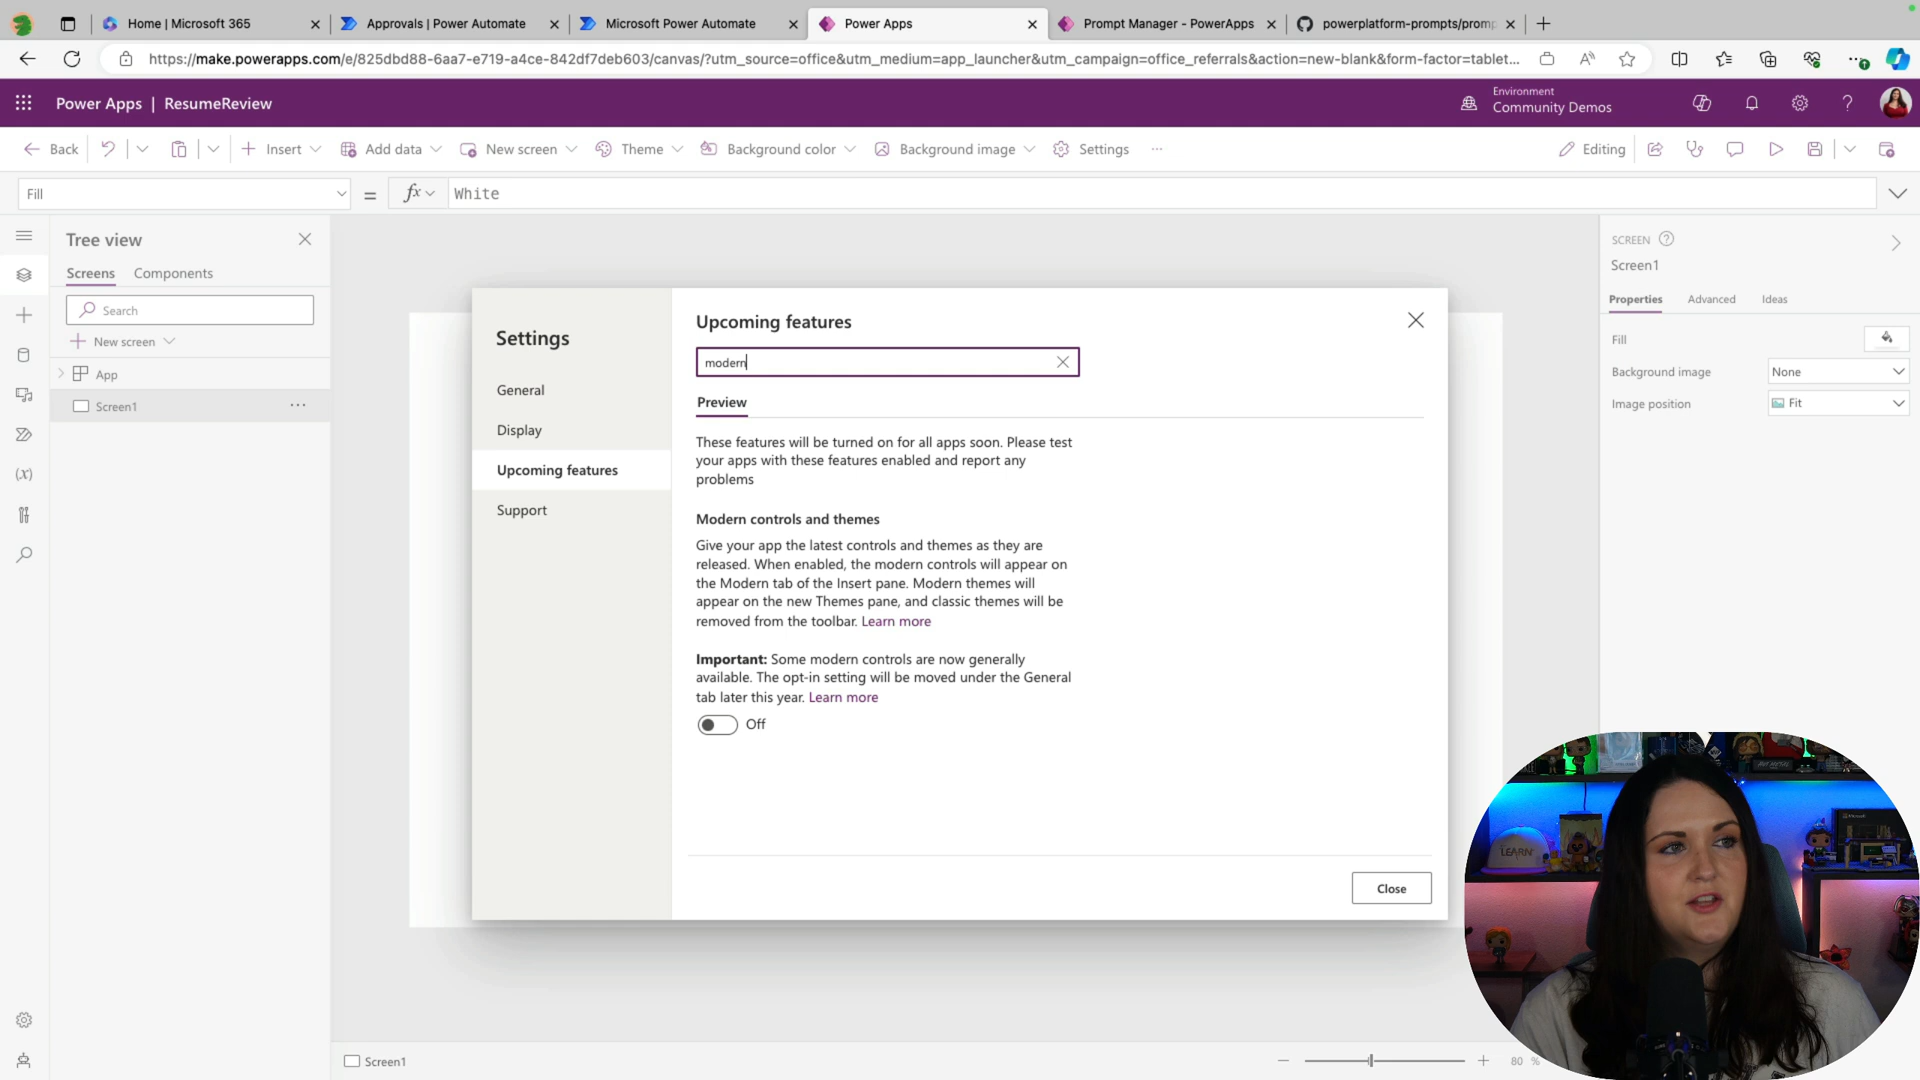 Home | Microsoft 365
Approvals | Power Automate
Microsoft Power Automate
Power Apps
Prompt Manager - PowerApps
powerplatform-prompts/promp
https://make.powerapps.com/e/825dbd88-6aa7-e719-a4ce-842df7deb603/canvas/?utm_source=office&utm_medium=app_launcher&utm_campaign=office_referrals&action=new-blank&form-factor=tablet...
Power Apps | ResumeReview
Environment
Community Demos
Back
Insert
Add data
New screen
Theme
Background color
Background image
Settings
Editing
Fill
=
fx
White
Tree view
Screens
Components
Search
New screen
App
Screen1
Settings
General
Display
Upcoming features
Support
Upcoming features
modern
Preview
These features will be turned on for all apps soon. Please test
your apps with these features enabled and report any
problems
Modern controls and themes
Give your app the latest controls and themes as they are
released. When enabled, the modern controls will appear on
the Modern tab of the Insert pane. Modern themes will
appear on the new Themes pane, and classic themes will be
removed from the toolbar. Learn more
Important: Some modern controls are now generally
available. The opt-in setting will be moved under the General
tab later this year. Learn more
Off
Close
SCREEN
Screen1
Properties
Advanced
Ideas
Fill
Background image
None
Image position
Fit
LEARN
Screen1
80 %